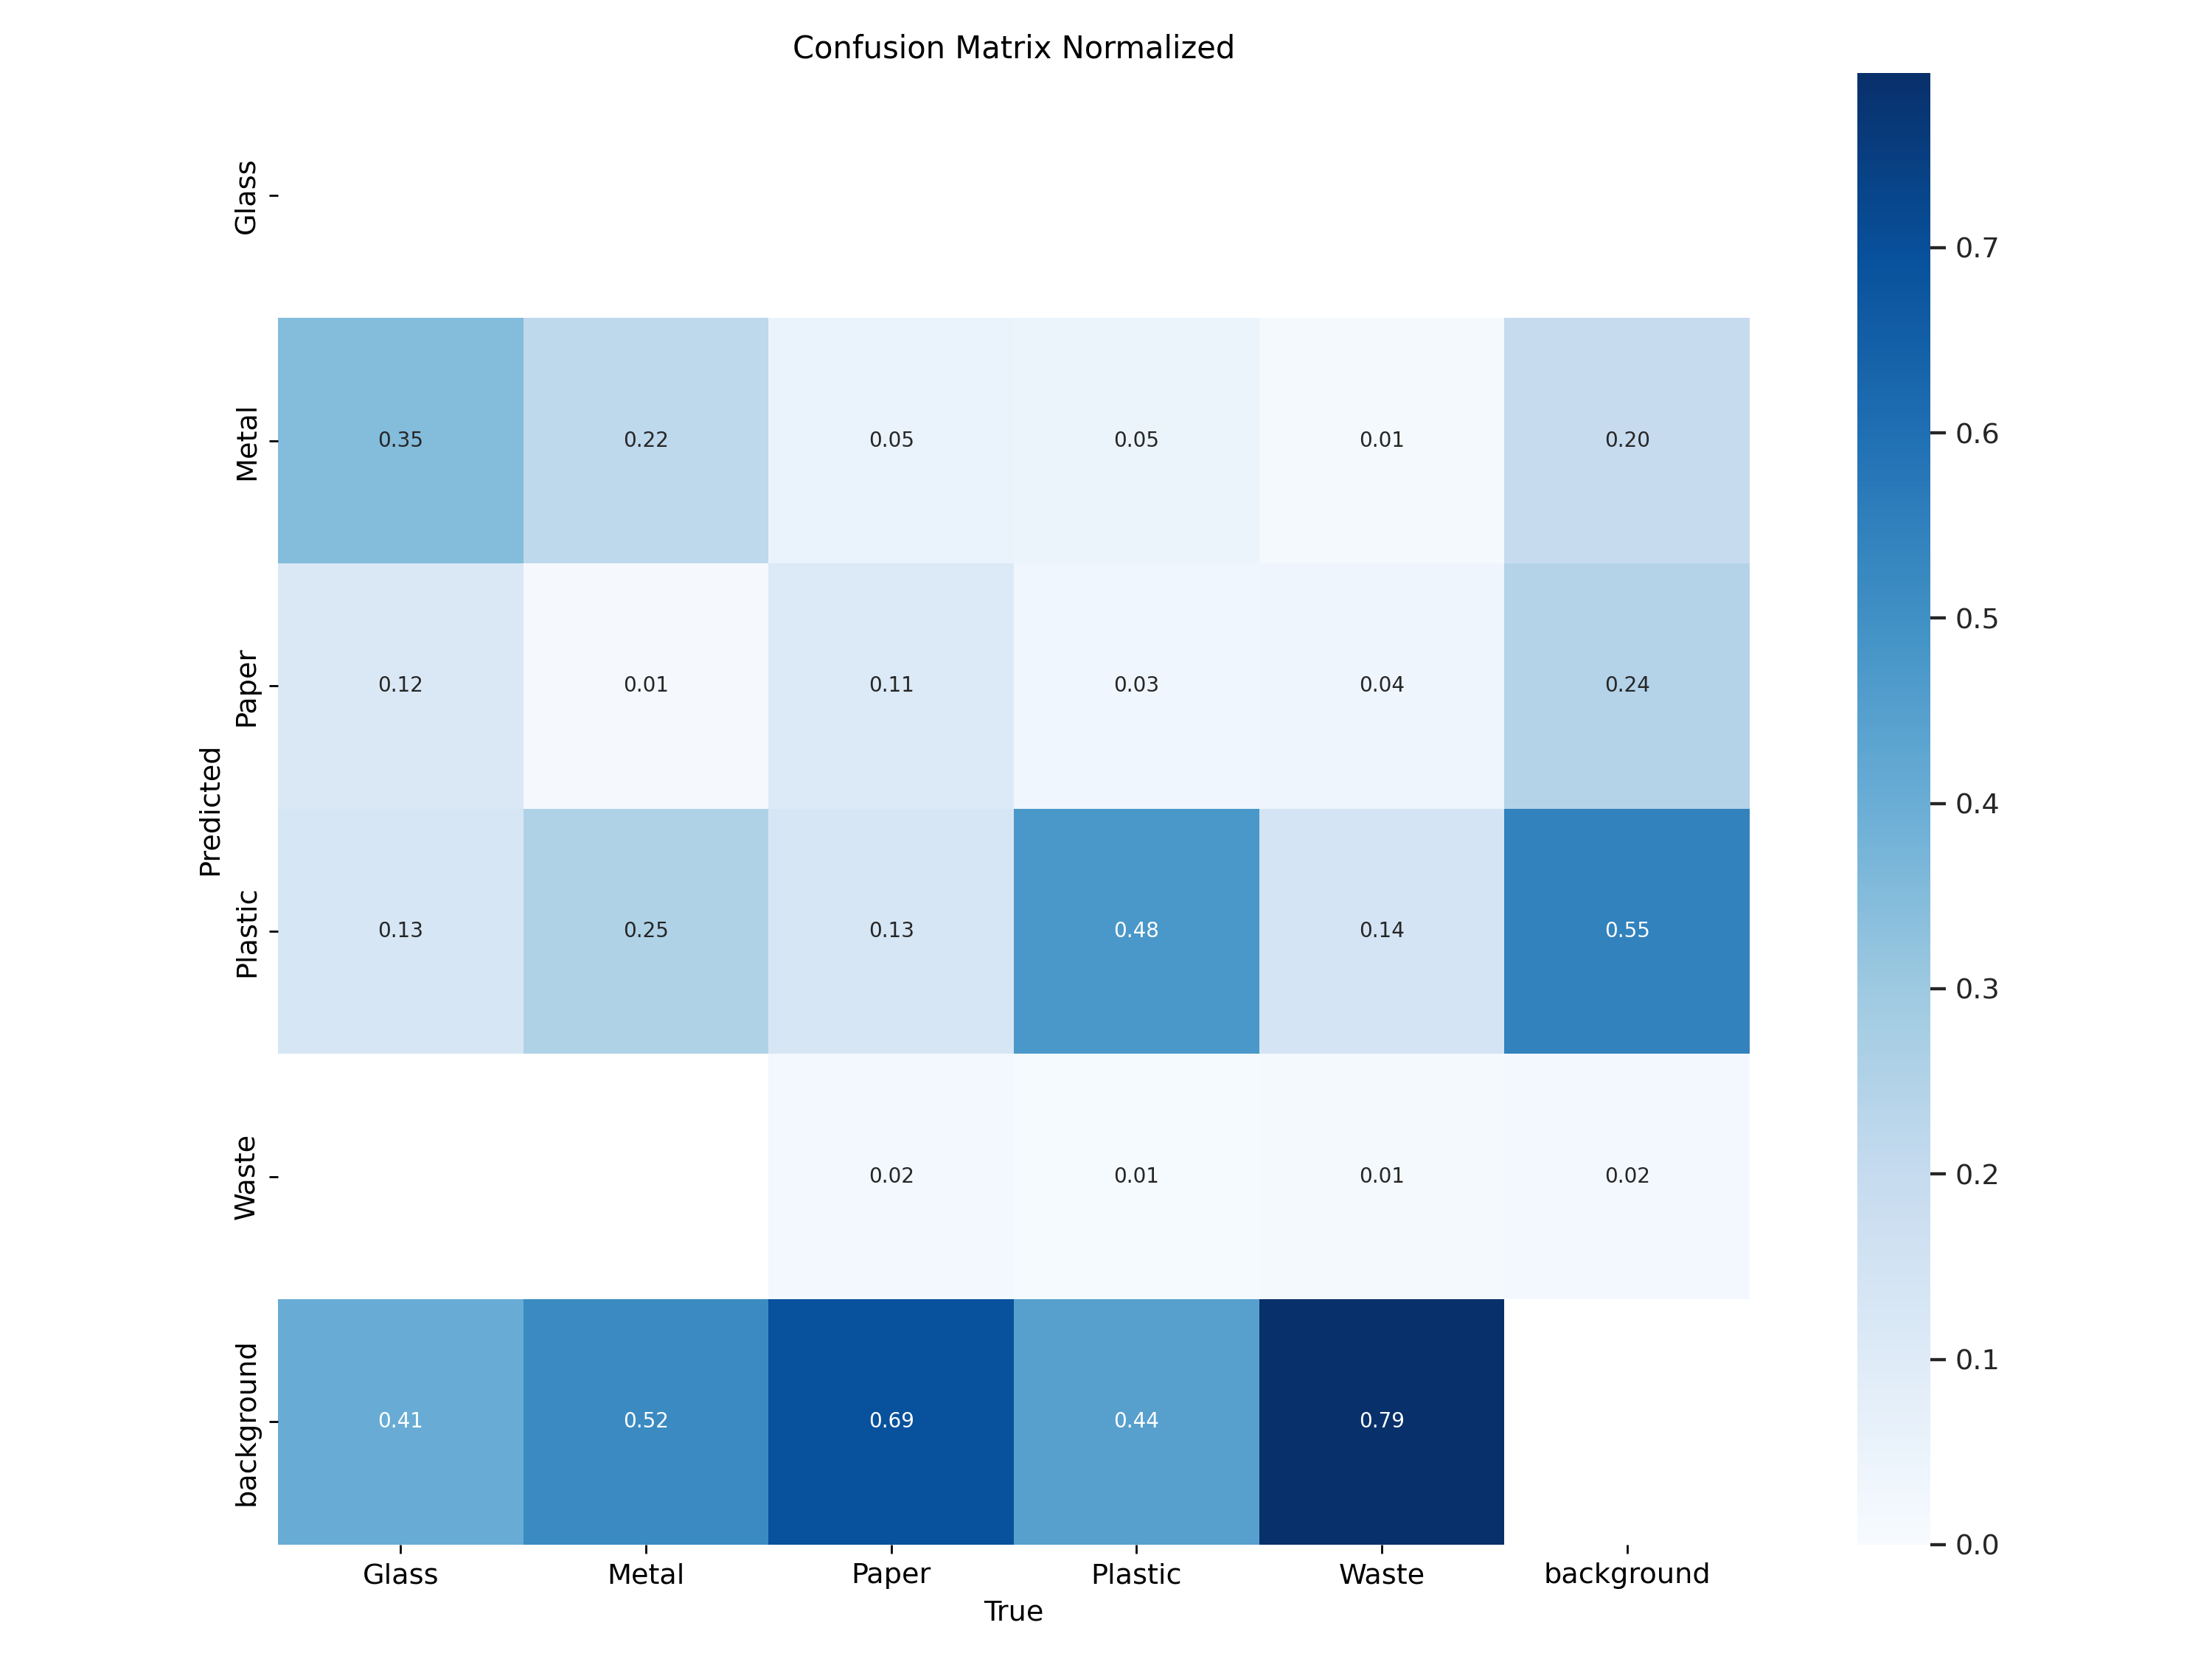 Confusion Matrix Normalized
Glass
Metal
0.35 0.22 0.05 0.05 0.01 0.20
Paper
0.12 0.01 0.11 0.03 0.04 0.24
Predicted
Plastic
0.13 0.25 0.13 0.48 0.14 0.55
Waste
0.02 0.01 0.01 0.02
background
0.41 0.52 0.69 0.44 0.79
Glass Metal Paper Plastic Waste background
True
0.7
0.6
0.5
0.4
0.3
0.2
0.1
0.0